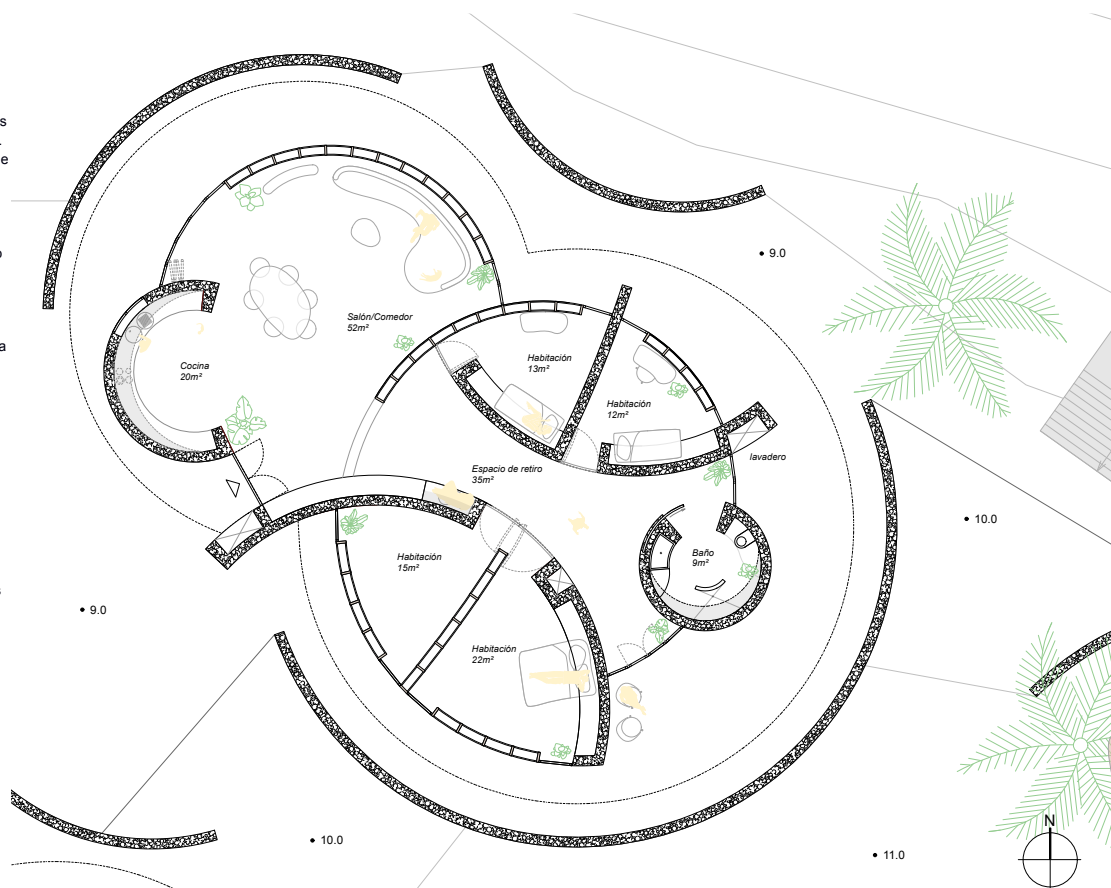 s
e
9.0
o
Salón/Comedor
52m²
a
Habitación
13m²
Cocina
20m²
Habitación
12m²
lavadero
Espacio de retiro
35m²
10.0
Habitación
15m²
Baño
9m²
s
9.0
Habitación
22m²
N
10.0
11.0